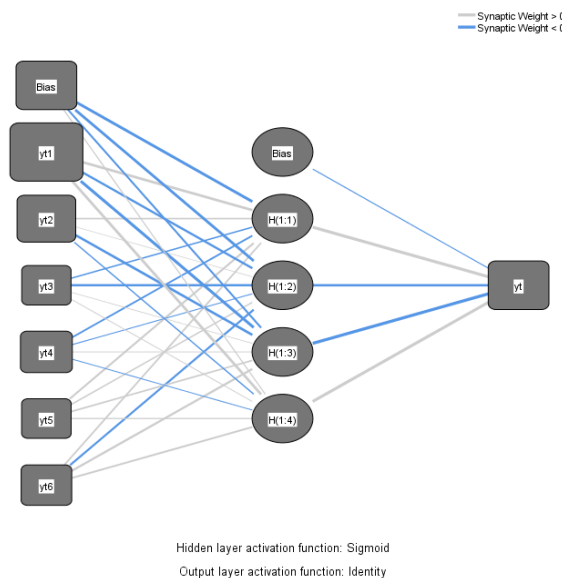 Synaptic Weight > 0
Synaptic Weight < 0
Bias
yt1
Bias
yt2
H(1:1)
yt3
H(1:2)
yt
yt4
H(1:3)
yt5
H(1:4)
yt6
Hidden layer activation function: Sigmoid
Output layer activation function: Identity